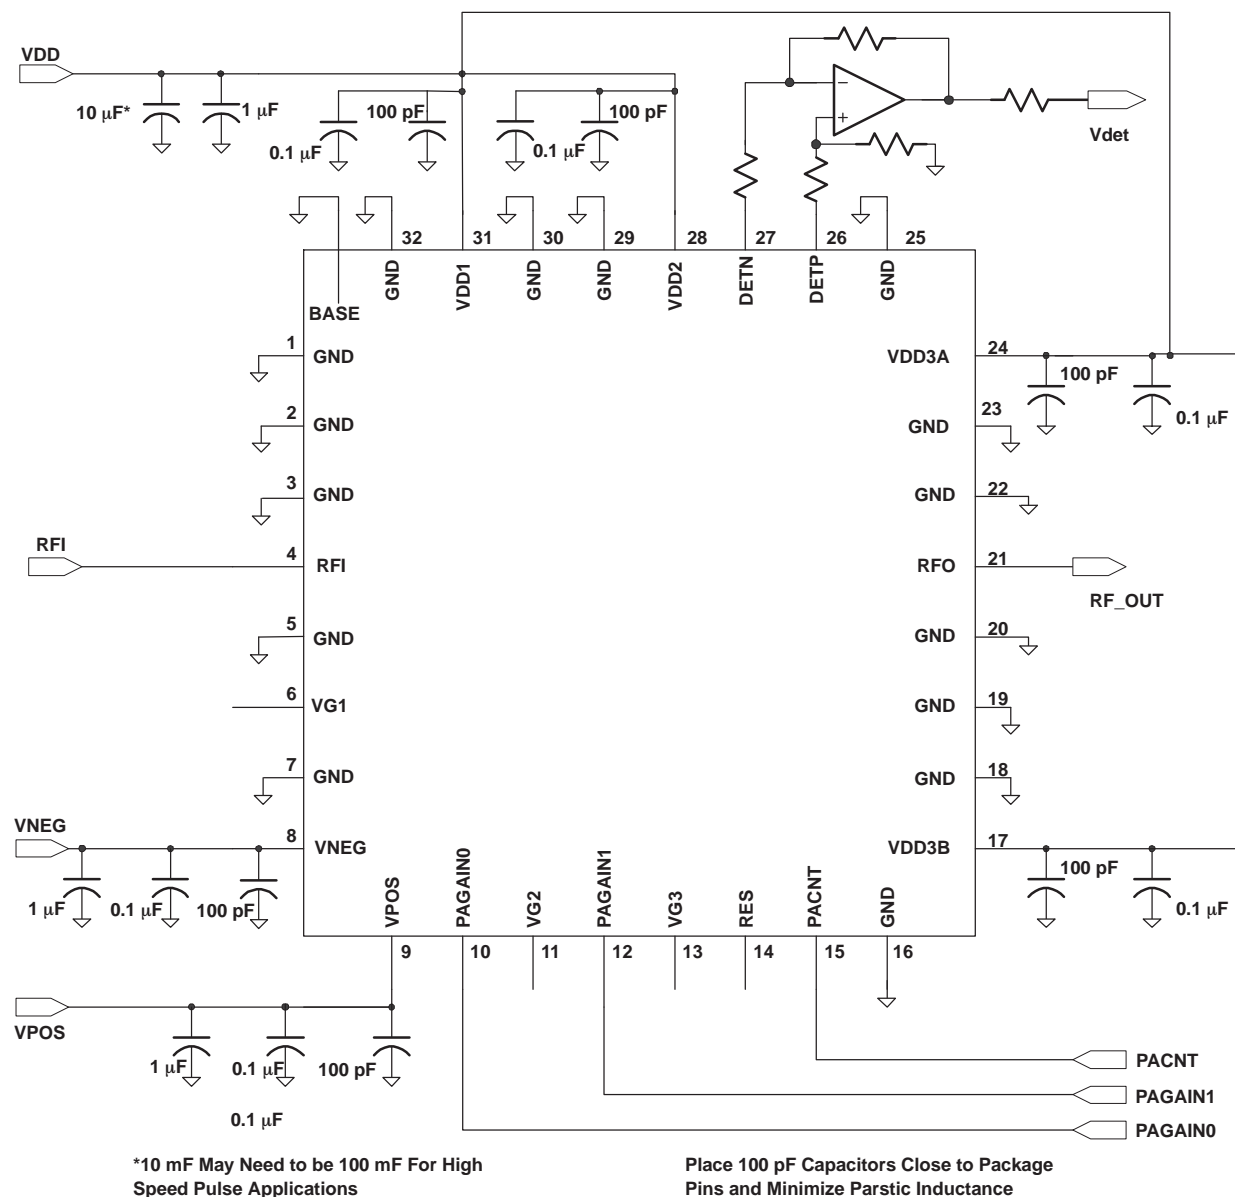 VDD
10 μF*
1 μF
0.1 μF
100 pF
0.1 μF
100 pF
−
+
Vdet
32
31
30
29
28
27
26
25
GND
VDD1
GND
GND
VDD2
DETN
DETP
GND
BASE
1
GND
2
GND
3
GND
RFI
4
RFI
5
GND
6
VG1
7
GND
VNEG
8
VNEG
1 μF
0.1 μF
100 pF
VDD3A
24
100 pF
0.1 μF
GND
23
GND
22
RFO
21
RF_OUT
GND
20
GND
19
GND
18
VDD3B
17
100 pF
0.1 μF
VPOS
PAGAIN0
VG2
PAGAIN1
VG3
RES
PACNT
GND
9
10
11
12
13
14
15
16
VPOS
1 μF
0.1 μF
100 pF
0.1 μF
PACNT
PAGAIN1
PAGAIN0
*10 mF May Need to be 100 mF For High
Speed Pulse Applications
Place 100 pF Capacitors Close to Package
Pins and Minimize Parstic Inductance